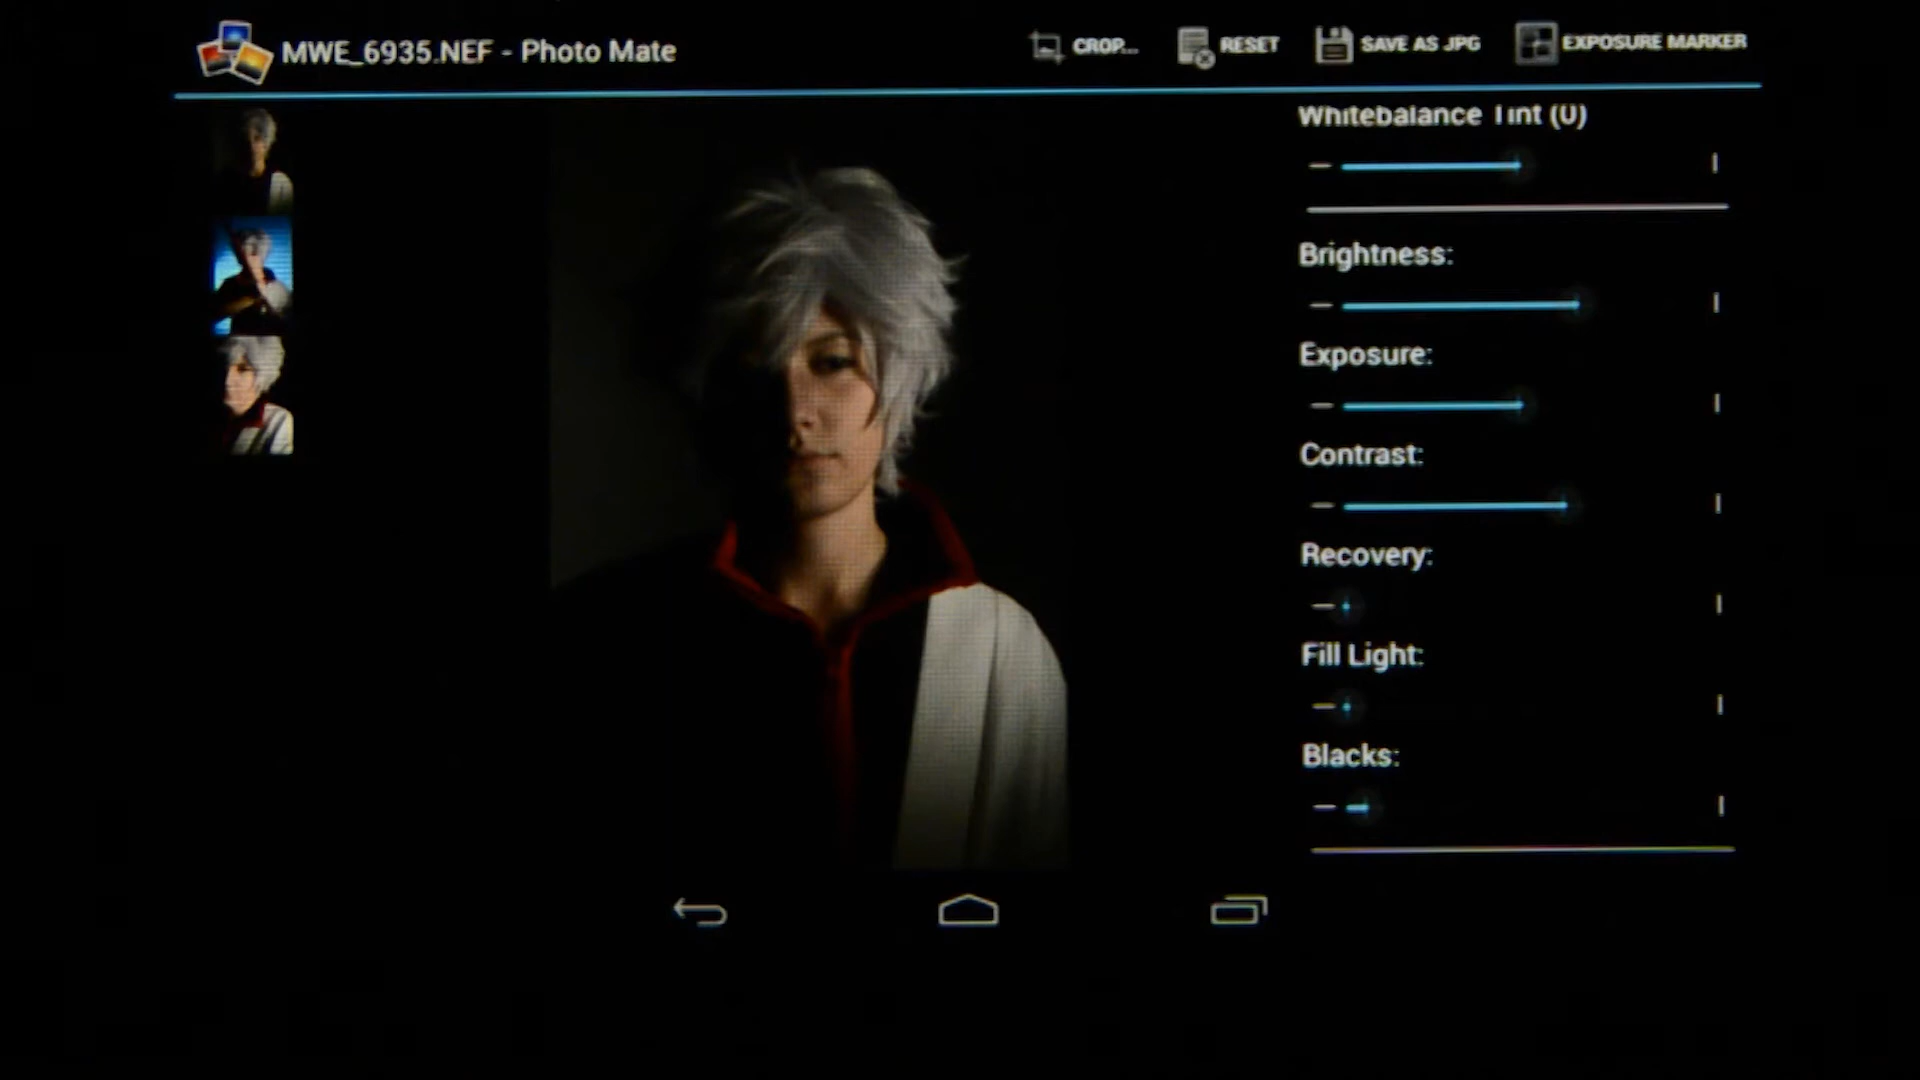 MWE_6935.NEF - Photo Mate
CROP... RESET SAVE AS JPG EXPOSURE MARKER
Whitebalance Tint (0)
Brightness:
Exposure:
Contrast:
Recovery:
Fill Light:
Blacks: